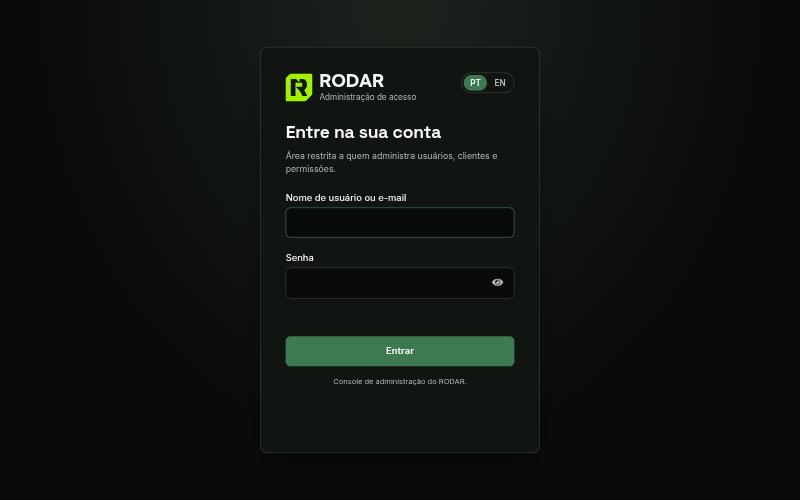 RODAR
Administração de acesso
PT EN
Entre na sua conta
Área restrita a quem administra usuários, clientes e
permissões.
Nome de usuário ou e-mail
Senha
Entrar
Console de administração do RODAR.